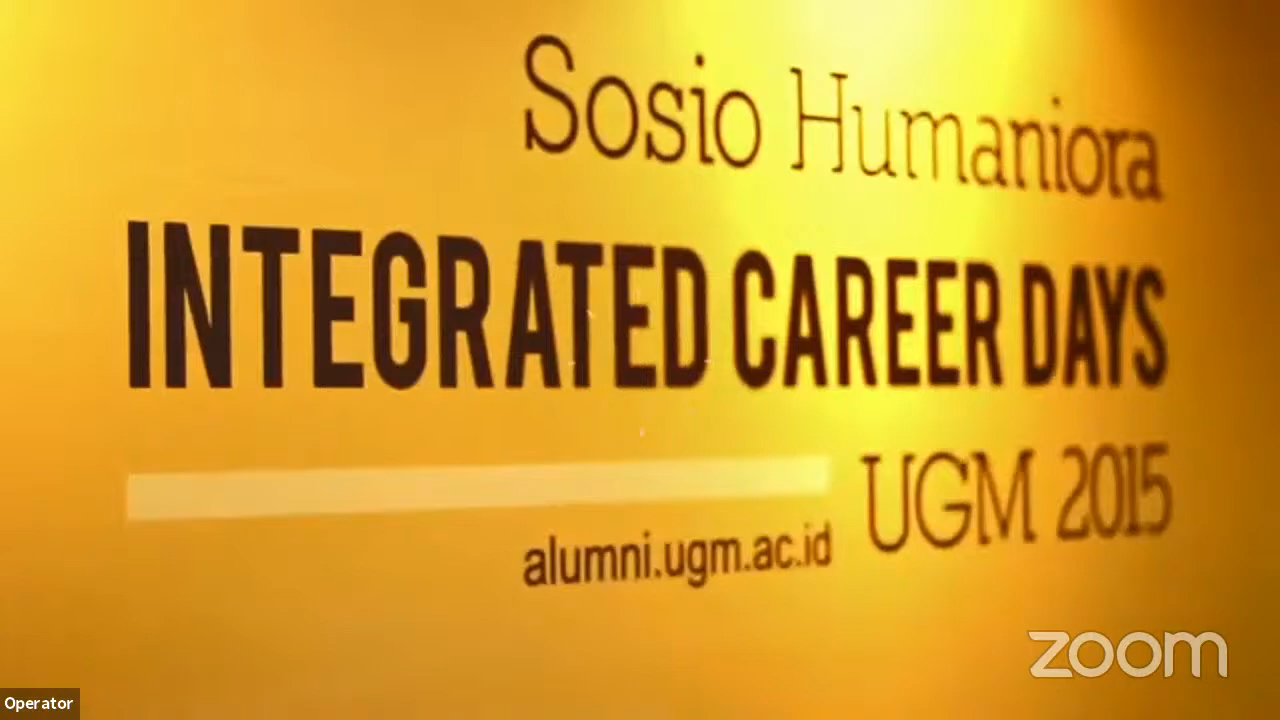 Sosio Humaniora
INTEGRATED CAREER DAYS
UGM 2015
alumni.ugm.ac.id
zoom
Operator